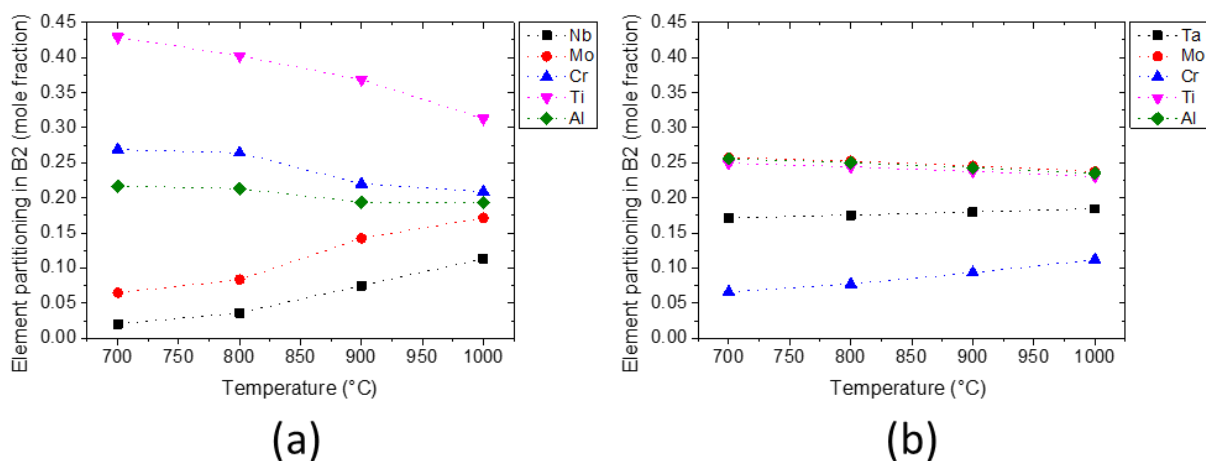 Element partitioning in B2 (mole fraction)
0.45
0.40
0.35
0.30
0.25
0.20
0.15
0.10
0.05
0.00
700 750 800 850 900 950 1000
Temperature (°C)
Nb
Mo
Cr
Ti
Al
(a)
Element partitioning in B2 (mole fraction)
0.45
0.40
0.35
0.30
0.25
0.20
0.15
0.10
0.05
0.00
700 750 800 850 900 950 1000
Temperature (°C)
Ta
Mo
Cr
Ti
Al
(b)